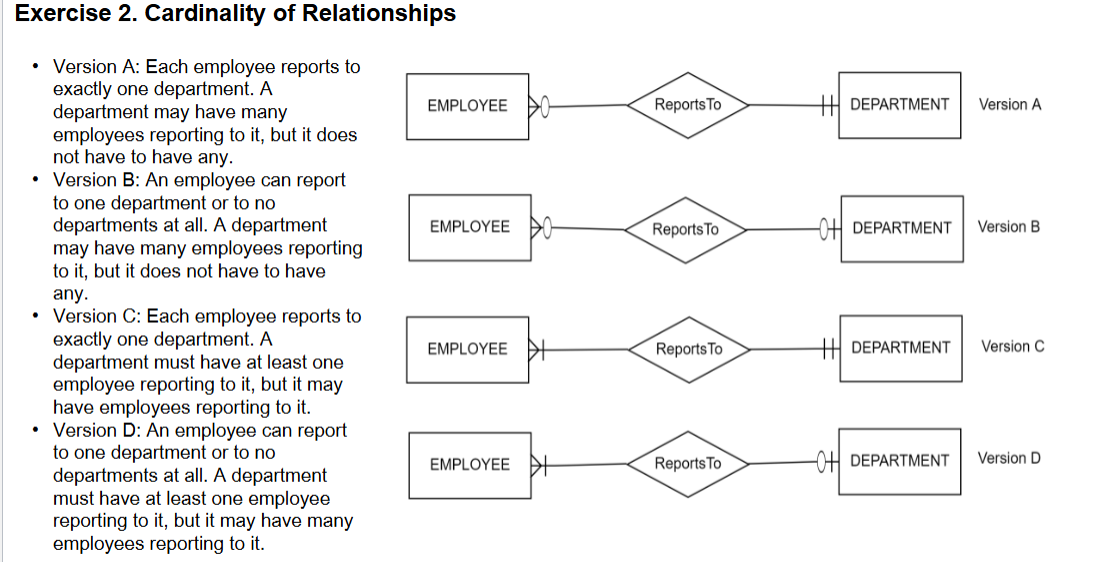 Exercise 2. Cardinality of Relationships
• Version A: Each employee reports to
exactly one department. A
department may have many
employees reporting to it, but it does
not have to have any.
• Version B: An employee can report
to one department or to no
departments at all. A department
may have many employees reporting
to it, but it does not have to have
any.
• Version C: Each employee reports to
exactly one department. A
department must have at least one
employee reporting to it, but it may
have employees reporting to it.
• Version D: An employee can report
to one department or to no
departments at all. A department
must have at least one employee
reporting to it, but it may have many
employees reporting to it.
EMPLOYEE ReportsTo DEPARTMENT Version A
EMPLOYEE ReportsTo DEPARTMENT Version B
EMPLOYEE ReportsTo DEPARTMENT Version C
EMPLOYEE ReportsTo DEPARTMENT Version D